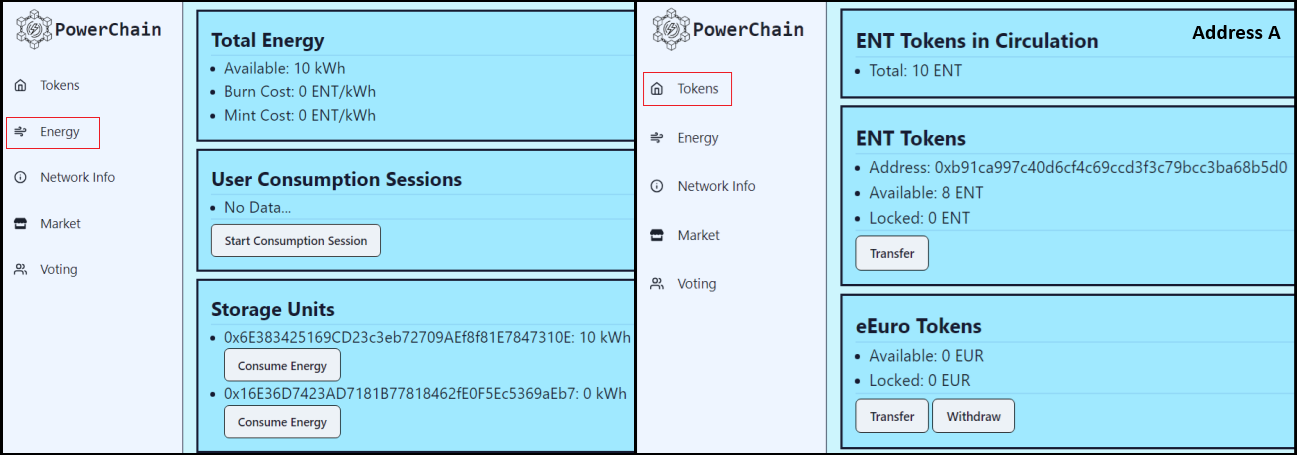 PowerChain
Tokens
Energy
Network Info
Market
Voting
Total Energy
Available: 10 kWh
Burn Cost: 0 ENT/kWh
Mint Cost: 0 ENT/kWh
User Consumption Sessions
No Data...
Start Consumption Session
Storage Units
0x6E383425169CD23c3eb72709AEf8f81E7847310E: 10 kWh
Consume Energy
0x16E36D7423AD7181B77818462fE0F5Ec5369aEb7: 0 kWh
Consume Energy
PowerChain
Tokens
Energy
Network Info
Market
Voting
ENT Tokens in Circulation
Address A
Total: 10 ENT
ENT Tokens
Address: 0xb91ca997c40d6cf4c69ccd3f3c79bcc3ba68b5d0
Available: 8 ENT
Locked: 0 ENT
Transfer
eEuro Tokens
Available: 0 EUR
Locked: 0 EUR
Transfer
Withdraw